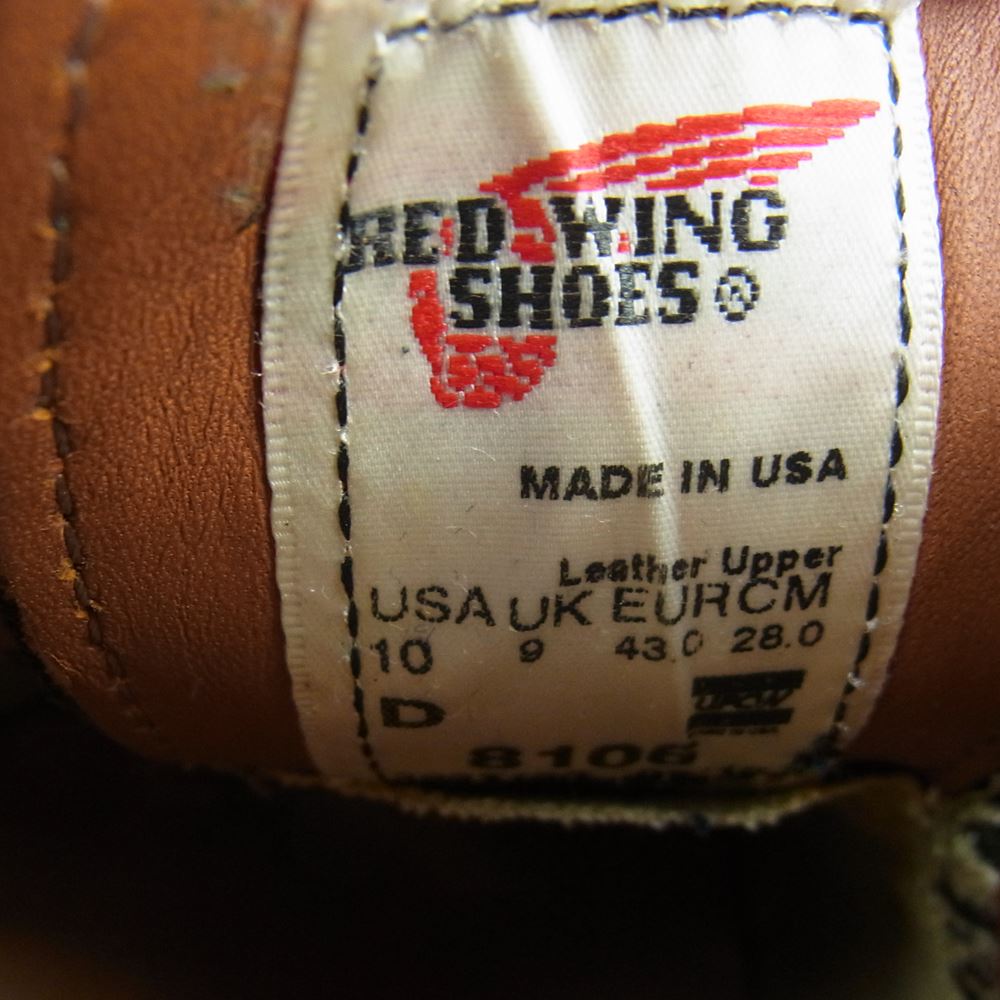 RED WING
SHOES®
MADE IN USA
Leather Upper
USA UK EUR CM
10 9 43.0 28.0
D
UFCW
8106